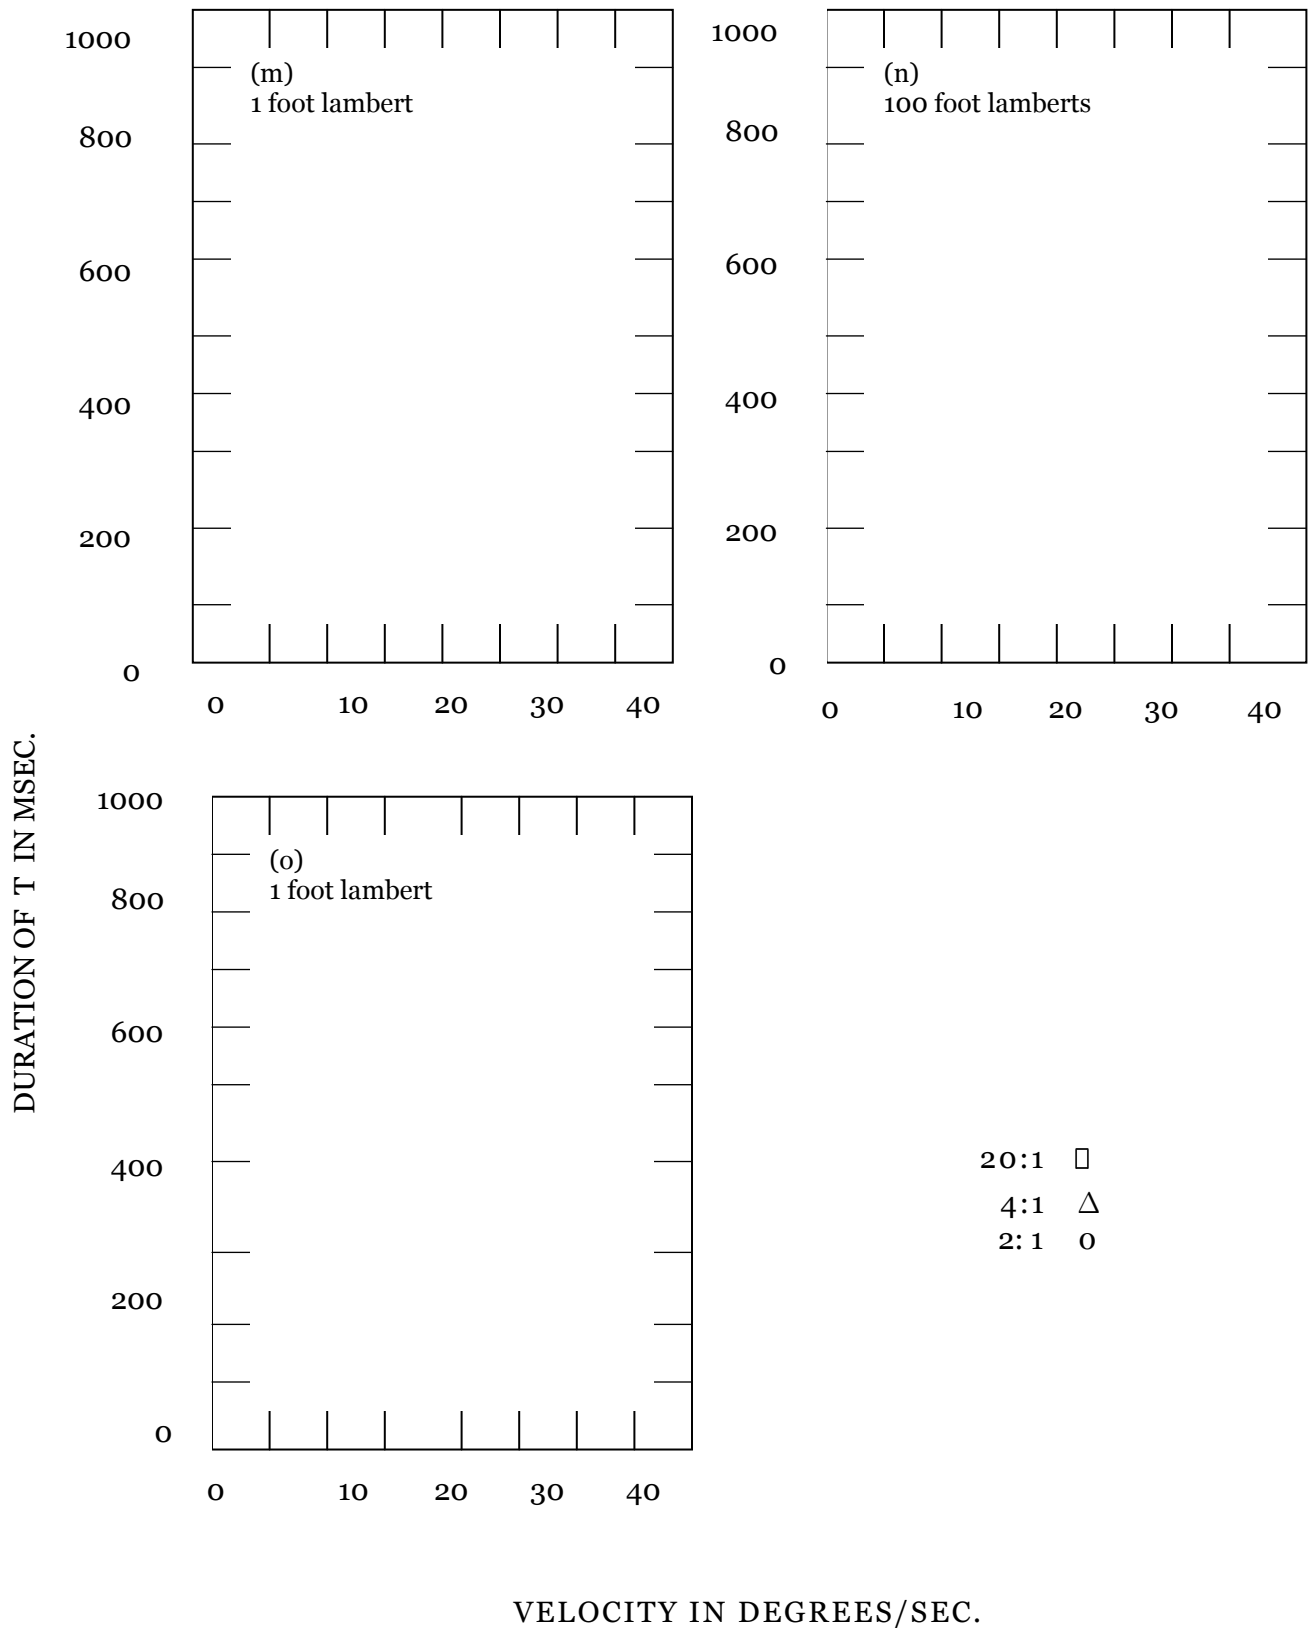 1000
(m)
1 foot lambert
800
600
400
200
0
0 10 20 30 40
1000
(n)
100 foot lamberts
800
600
400
200
0
0 10 20 30 40
DURATION OF T IN MSEC.
1000
(o)
1 foot lambert
800
600
400
200
0
0 10 20 30 40
20:1 □
4:1 Δ
2: 1 o
VELOCITY IN DEGREES/SEC.